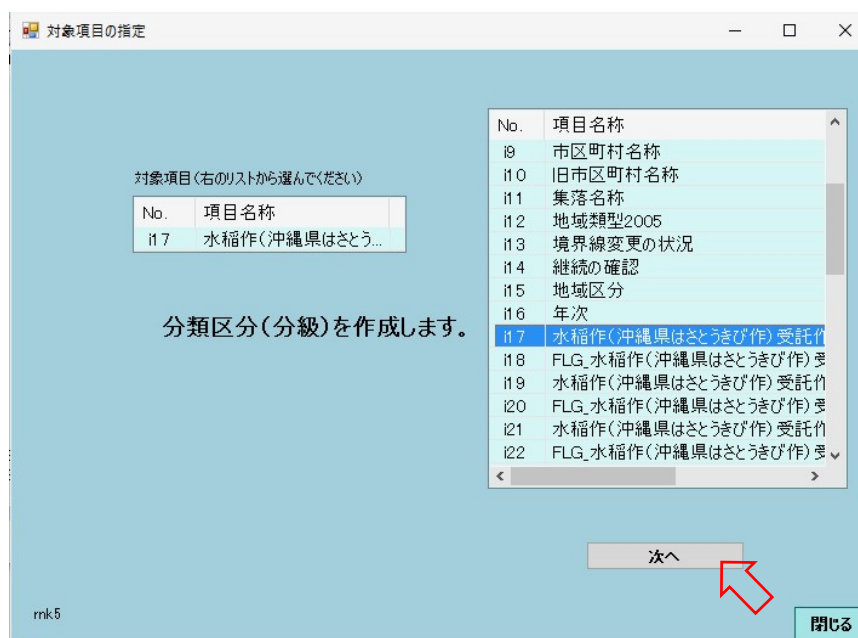 対象項目の指定
対象項目(右のリストから選んでください)
No. 項目名称
i17 水稲作(沖縄県はさとう...
分類区分(分級)を作成します。
No. 項目名称
i9 市区町村名称
i10 旧市区町村名称
i11 集落名称
i12 地域類型2005
i13 境界線変更の状況
i14 継続の確認
i15 地域区分
i16 年次
i17 水稲作(沖縄県はさとうきび作)受託作
i18 FLG_水稲作(沖縄県はさとうきび作)受
i19 水稲作(沖縄県はさとうきび作)受託作
i20 FLG_水稲作(沖縄県はさとうきび作)受
i21 水稲作(沖縄県はさとうきび作)受託作
i22 FLG_水稲作(沖縄県はさとうきび作)受
次へ
rnk5
閉じる